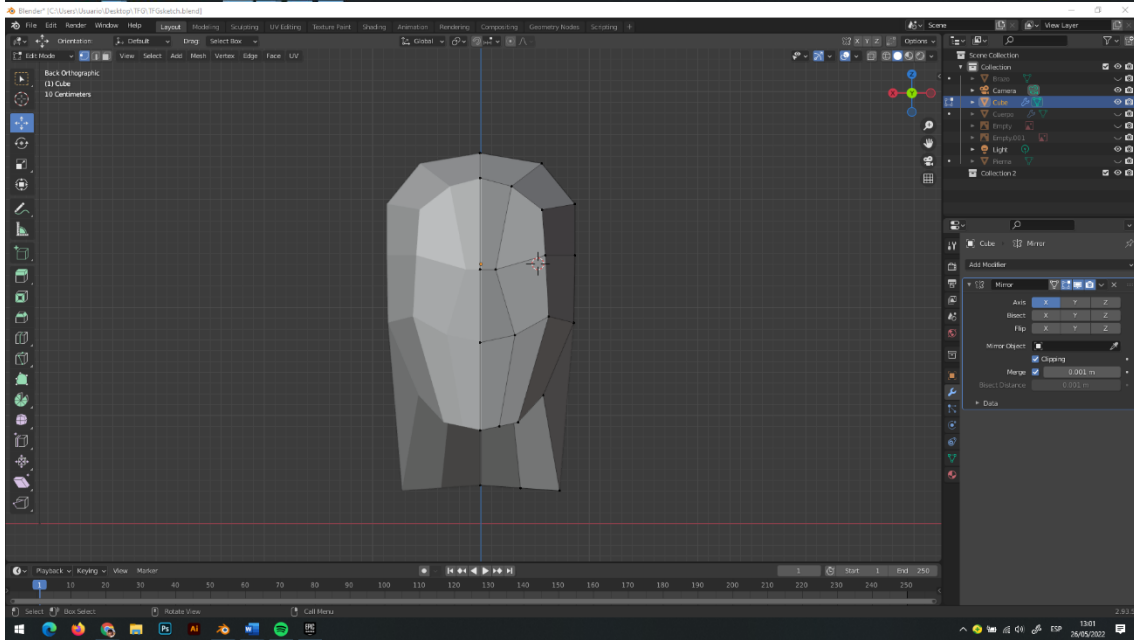 Blender* [C:\Users\Usuario\Desktop\TFG\TFGsketch.blend]
File Edit Render Window Help Layout Modeling Sculpting UV Editing Texture Paint Shading Animation Rendering Compositing Geometry Nodes Scripting + Scene View Layer
Orientation: Default Drag Select Box Global X Y Z Options
Edit Mode View Select Add Mesh Vertex Edge Face UV
Back Orthographic
(1) Cube
10 Centimeters
X Y Z
Scene Collection
Collection
Brazo
Camera
Cube
Cuerpo
Empty
Empty.001
Light
Pierna
Collection 2
Cube Mirror
Add Modifier
Mirror
Axis X Y Z
Bisect X Y Z
Flip X Y Z
Mirror Object
Clipping
Merge 0.001 m
Bisect Distance 0.001 m
Data
Playback Keying View Marker 1 Start 1 End 250
1 10 20 30 40 50 60 70 80 90 100 110 120 130 140 150 160 170 180 190 200 210 220 230 240 250
Select Box Select Rotate View Call Menu 2.93.5
Ps Ai EPIC ESP 13:01
26/05/2022